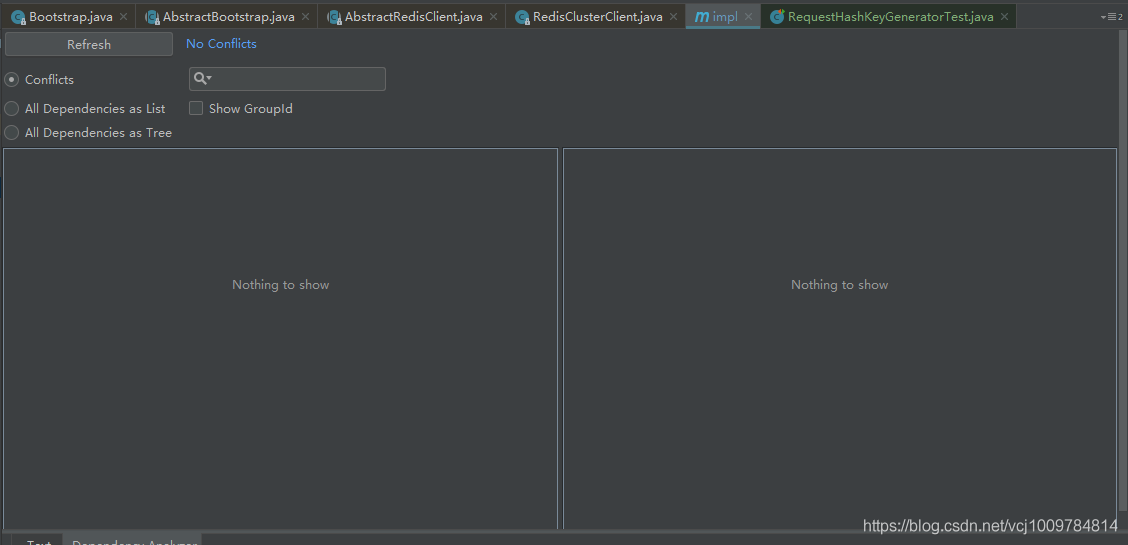 Bootstrap.java AbstractBootstrap.java AbstractRedisClient.java RedisClusterClient.java impl RequestHashKeyGeneratorTest.java 2
Refresh No Conflicts
Conflicts
All Dependencies as List Show GroupId
All Dependencies as Tree
Nothing to show Nothing to show
https://blog.csdn.net/vcj1009784814
Text Dependency Analyzer